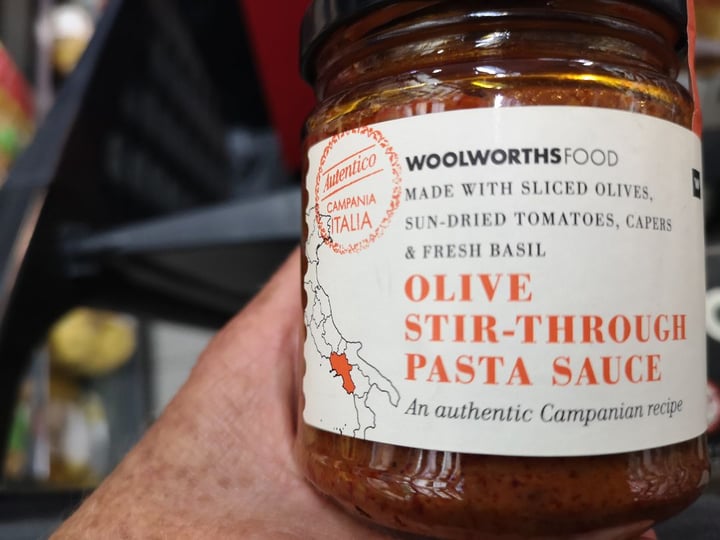 Autentico
CAMPANIA
ITALIA
WOOLWORTHSFOOD
MADE WITH SLICED OLIVES,
SUN-DRIED TOMATOES, CAPERS
& FRESH BASIL
OLIVE
STIR-THROUGH
PASTA SAUCE
An authentic Campanian recipe